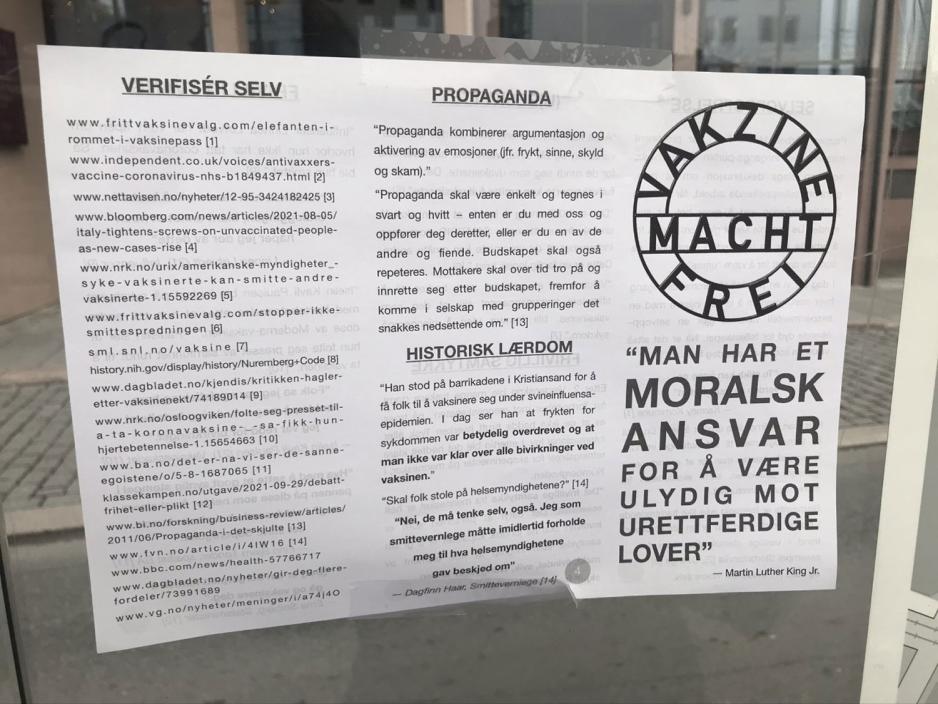 VERIFISÉR SELV
www.frittvaksinevalg.com/elefanten-i-
rommet-i-vaksinepass [1]
www.independent.co.uk/voices/antivaxxers-
vaccine-coronavirus-nhs-b1849437.html [2]
www.nettavisen.no/nyheter/12-95-3424182425 [3]
www.bloomberg.com/news/articles/2021-08-05/
italy-tightens-screws-on-unvaccinated-people-
as-new-cases-rise [4]
www.nrk.no/urix/amerikanske-myndigheter_-
syke-vaksinerte-kan-smitte-andre-
vaksinerte-1.15592269 [5]
www.frittvaksinevalg.com/stopper-ikke-
smittespredningen [6]
sml.snl.no/vaksine [7]
history.nih.gov/display/history/Nuremberg+Code [8]
www.dagbladet.no/kjendis/kritikken-hagler-
etter-vaksinenekt/74189014 [9]
www.nrk.no/osloogviken/folte-seg-presset-til-
a-ta-koronavaksine-_-sa-fikk-hun-
hjertebetennelse-1.15654663 [10]
www.ba.no/det-er-na-vi-ser-de-sanne-
egoistene/o/5-8-1687065 [11]
klassekampen.no/utgave/2021-09-29/debatt-
frihet-eller-plikt [12]
www.bi.no/forskning/business-review/articles/
2011/06/Propaganda-i-det-skjulte [13]
www.fvn.no/article/i/4lW16 [14]
www.bbc.com/news/health-57766717
www.dagbladet.no/nyheter/gir-deg-flere-
fordeler/73991689
www.vg.no/nyheter/meninger/i/a74j4O
PROPAGANDA
“Propaganda kombinerer argumentasjon og
aktivering av emosjoner (jfr. frykt, sinne, skyld
og skam).”
“Propaganda skal være enkelt og tegnes i
svart og hvitt – enten er du med oss og
oppfører deg deretter, eller er du en av de
andre og fiende. Budskapet skal også
repeteres. Mottakere skal over tid tro på og
innrette seg etter budskapet, fremfor å
komme i selskap med grupperinger det
snakkes nedsettende om.” [13]
HISTORISK LÆRDOM
“Han stod på barrikadene i Kristiansand for å
få folk til å vaksinere seg under svineinfluensa-
epidemien. I dag ser han at frykten for
sykdommen var betydelig overdrevet og at
man ikke var klar over alle bivirkninger ved
vaksinen.”
“Skal folk stole på helsemyndighetene?” [14]
“Nei, de må tenke selv, også. Jeg som
smittevernlege måtte imidlertid forholde
meg til hva helsemyndighetene
gav beskjed om”
— Dagfinn Haar, Smittevernlege [14]
4
VAKZINE
MACHT
FREI
“MAN HAR ET
MORALSK
ANSVAR
FOR Å VÆRE
ULYDIG MOT
URETTFERDIGE
LOVER”
— Martin Luther King Jr.